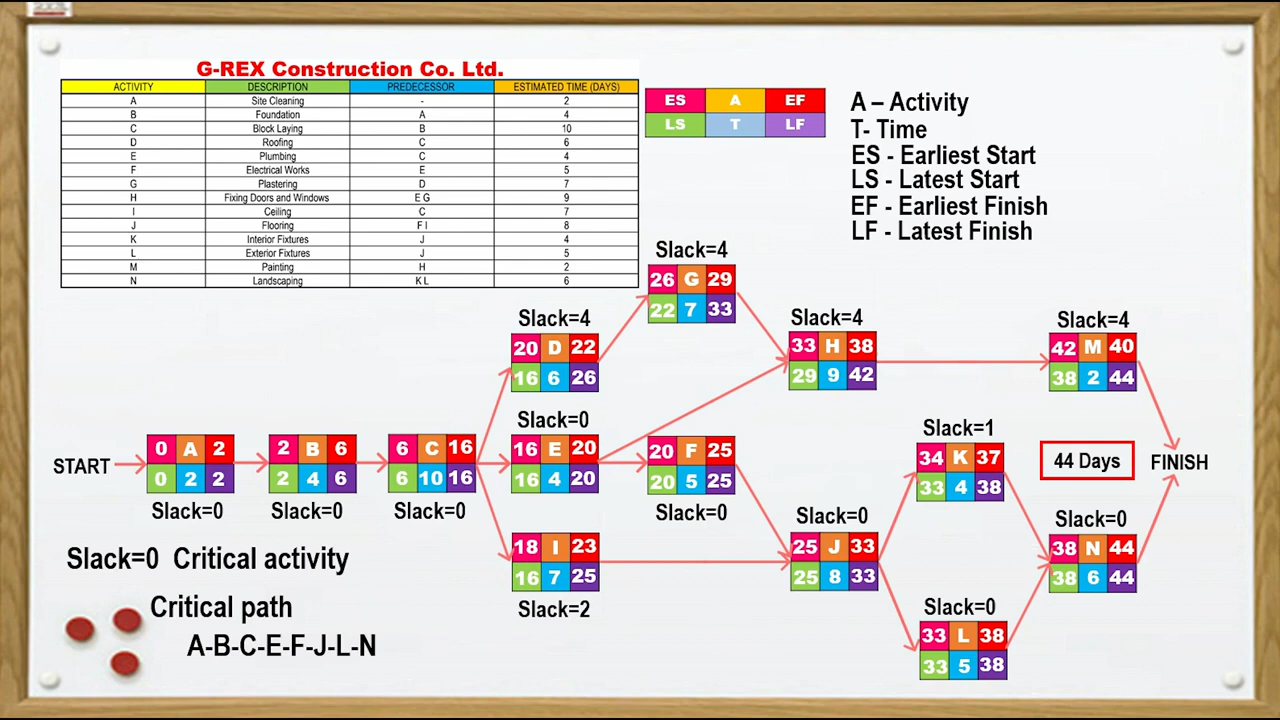 G-REX Construction Co. Ltd.
ACTIVITY DESCRIPTION PREDECESSOR ESTIMATED TIME (DAYS)
A Site Cleaning - 2
B Foundation A 4
C Block Laying B 10
D Roofing C 6
E Plumbing C 4
F Electrical Works E 5
G Plastering D 7
H Fixing Doors and Windows E G 9
I Ceiling C 7
J Flooring F I 8
K Interior Fixtures J 4
L Exterior Fixtures J 5
M Painting H 2
N Landscaping K L 6
ES A EF
LS T LF
A – Activity
T- Time
ES - Earliest Start
LS - Latest Start
EF - Earliest Finish
LF - Latest Finish
Slack=4
26 G 29
22 7 33
Slack=4
20 D 22
16 6 26
Slack=4
33 H 38
29 9 42
Slack=4
42 M 40
38 2 44
START
0 A 2
0 2 2
Slack=0
2 B 6
2 4 6
Slack=0
6 C 16
6 10 16
Slack=0
Slack=0
16 E 20
16 4 20
20 F 25
20 5 25
Slack=0
Slack=1
34 K 37
33 4 38
44 Days
FINISH
18 I 23
16 7 25
Slack=2
Slack=0
25 J 33
25 8 33
Slack=0
38 N 44
38 6 44
Slack=0
33 L 38
33 5 38
Slack=0 Critical activity
Critical path
A-B-C-E-F-J-L-N